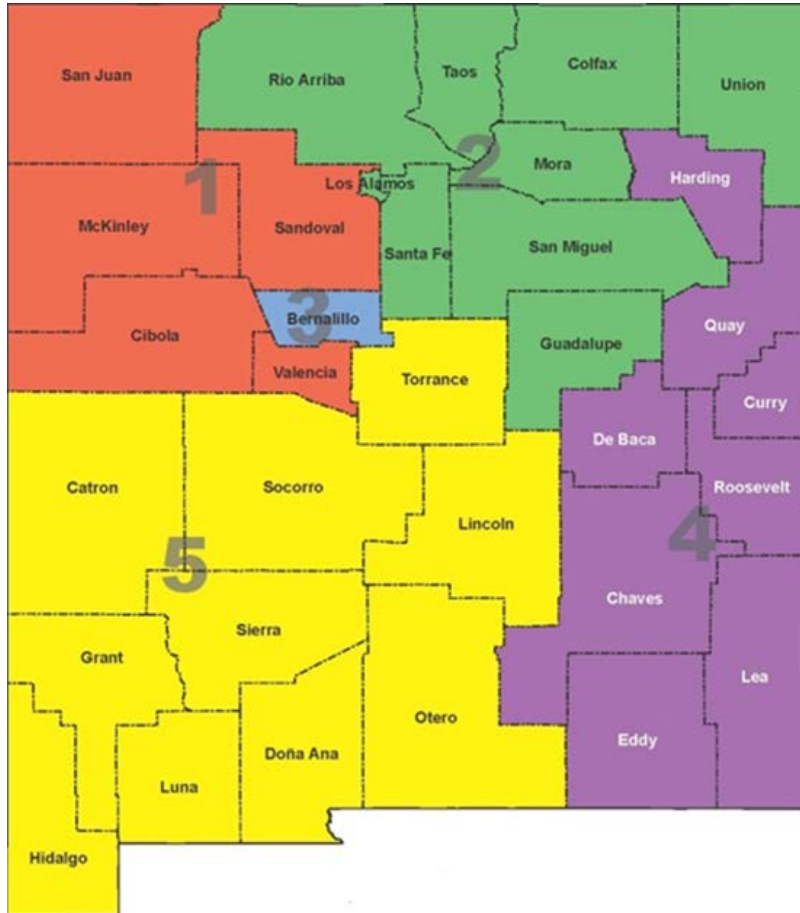 San Juan
Rio Arriba
Taos
Colfax
Union
1
2
Mora
Harding
Los Alamos
McKinley
Sandoval
Santa Fe
San Miguel
3
Bernalillo
Cibola
Quay
Guadalupe
Valencia
Torrance
Curry
De Baca
Catron
Socorro
Roosevelt
Lincoln
4
5
Chaves
Sierra
Grant
Lea
Otero
Eddy
Doña Ana
Luna
Hidalgo